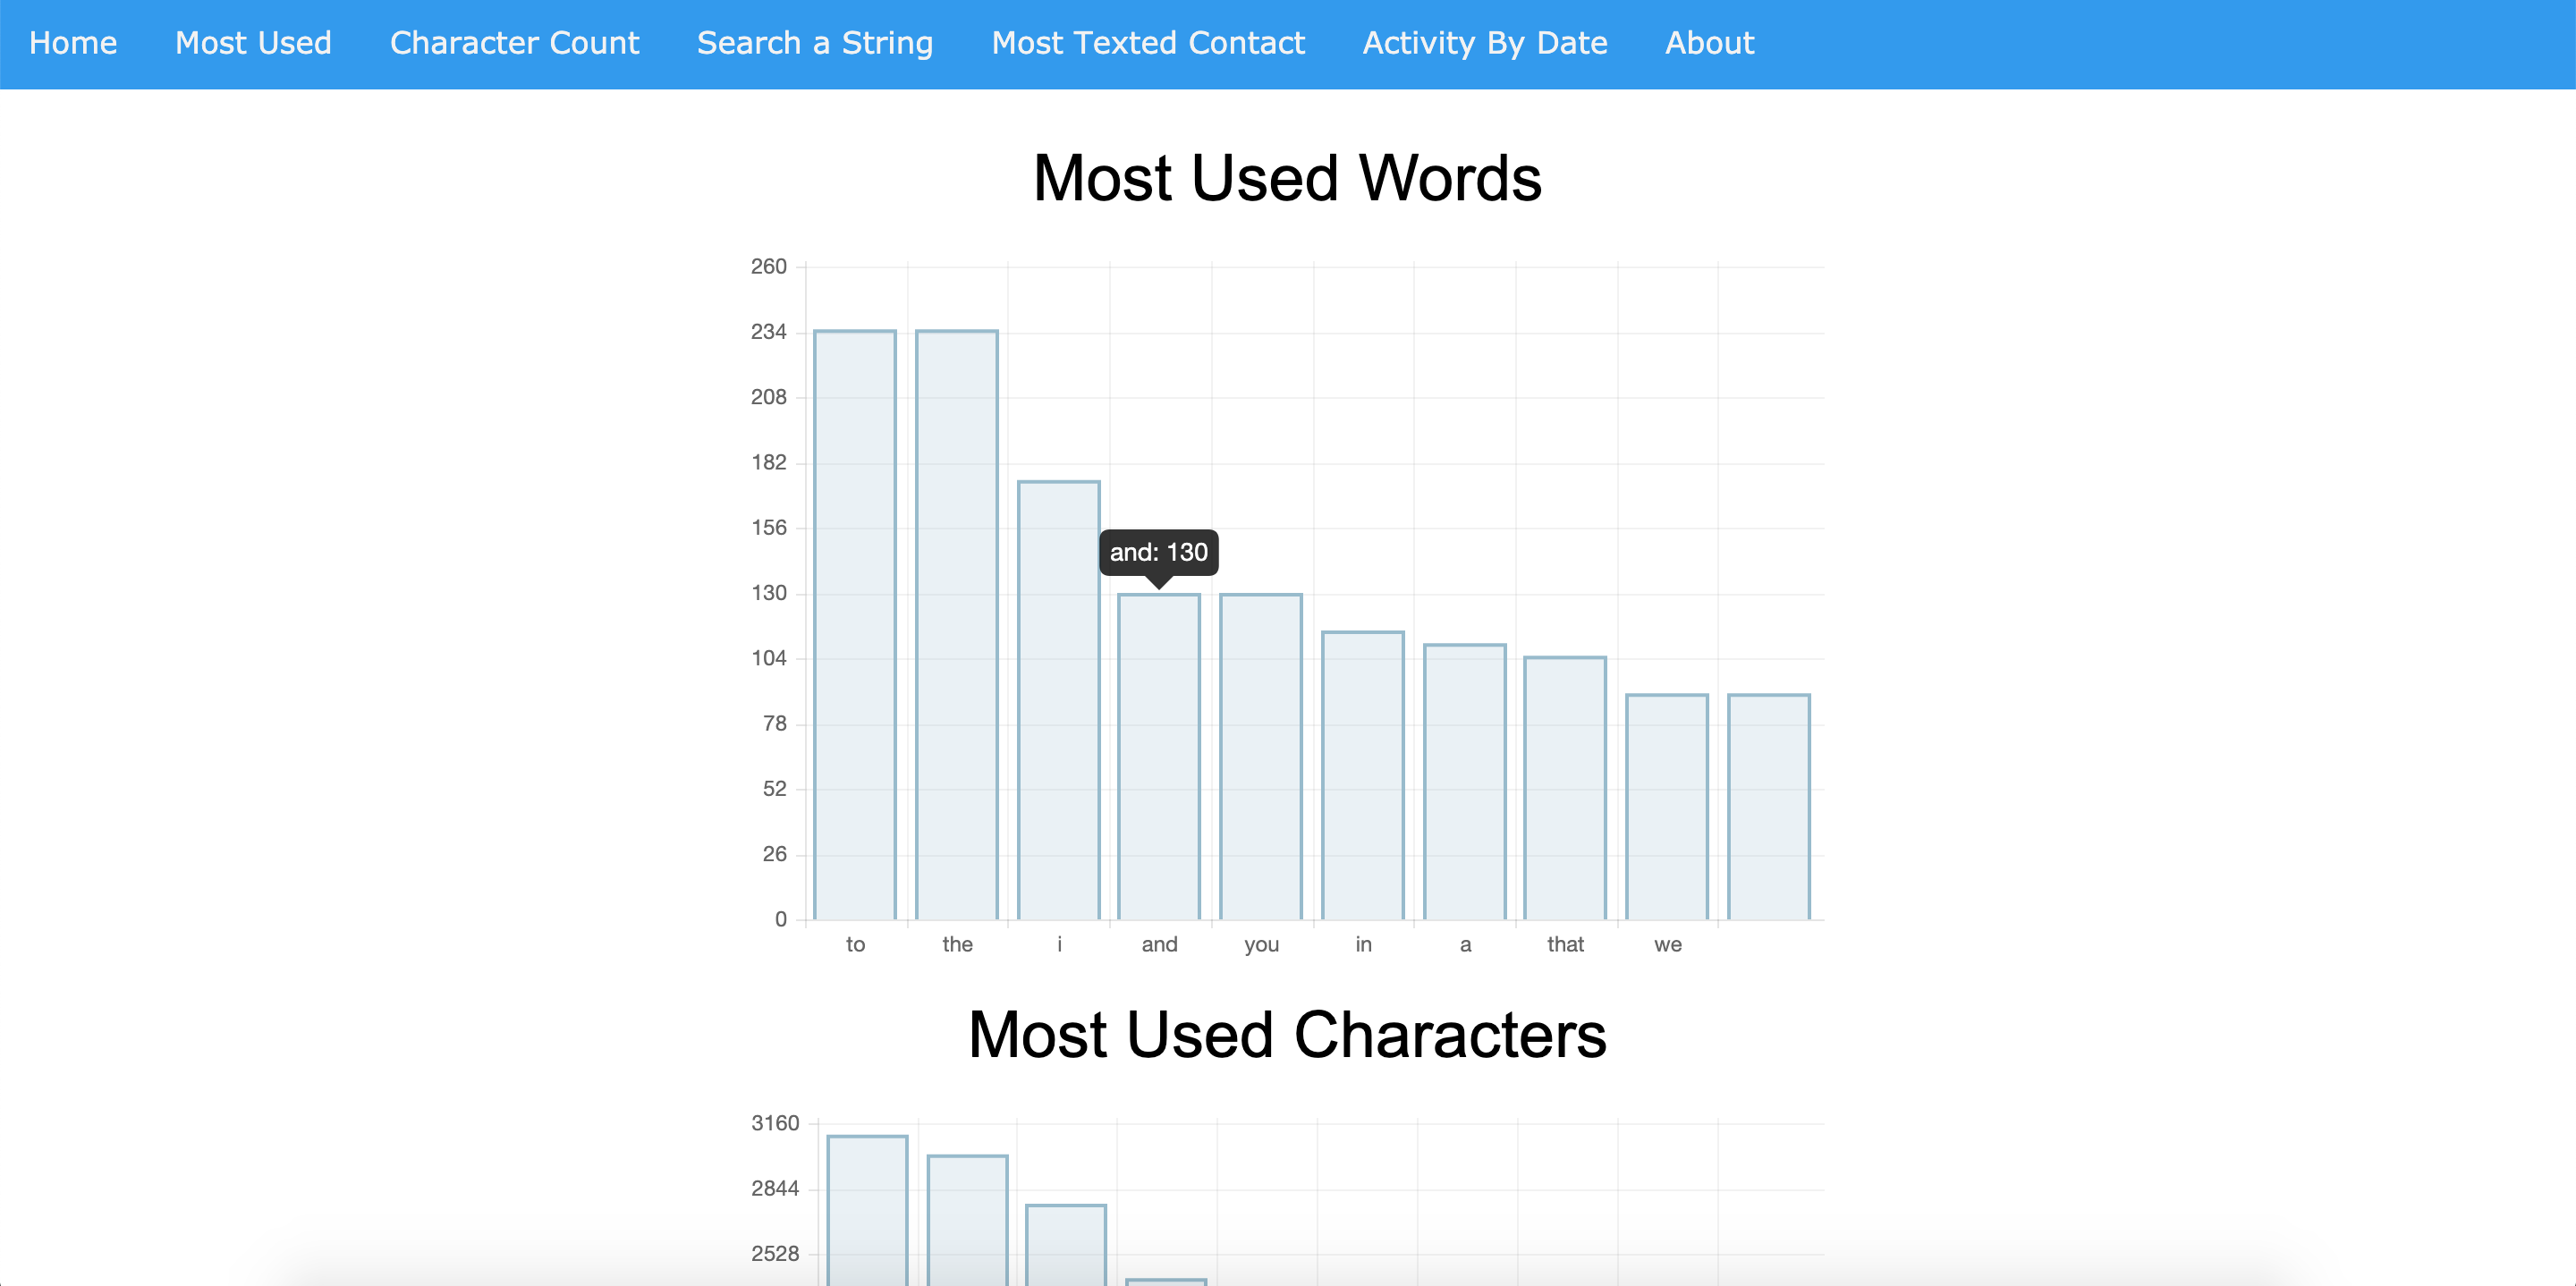 Home Most Used Character Count Search a String Most Texted Contact Activity By Date About
Most Used Words
260
234
208
182
156
and: 130
130
104
78
52
26
0
to the i and you in a that we
Most Used Characters
3160
2844
2528